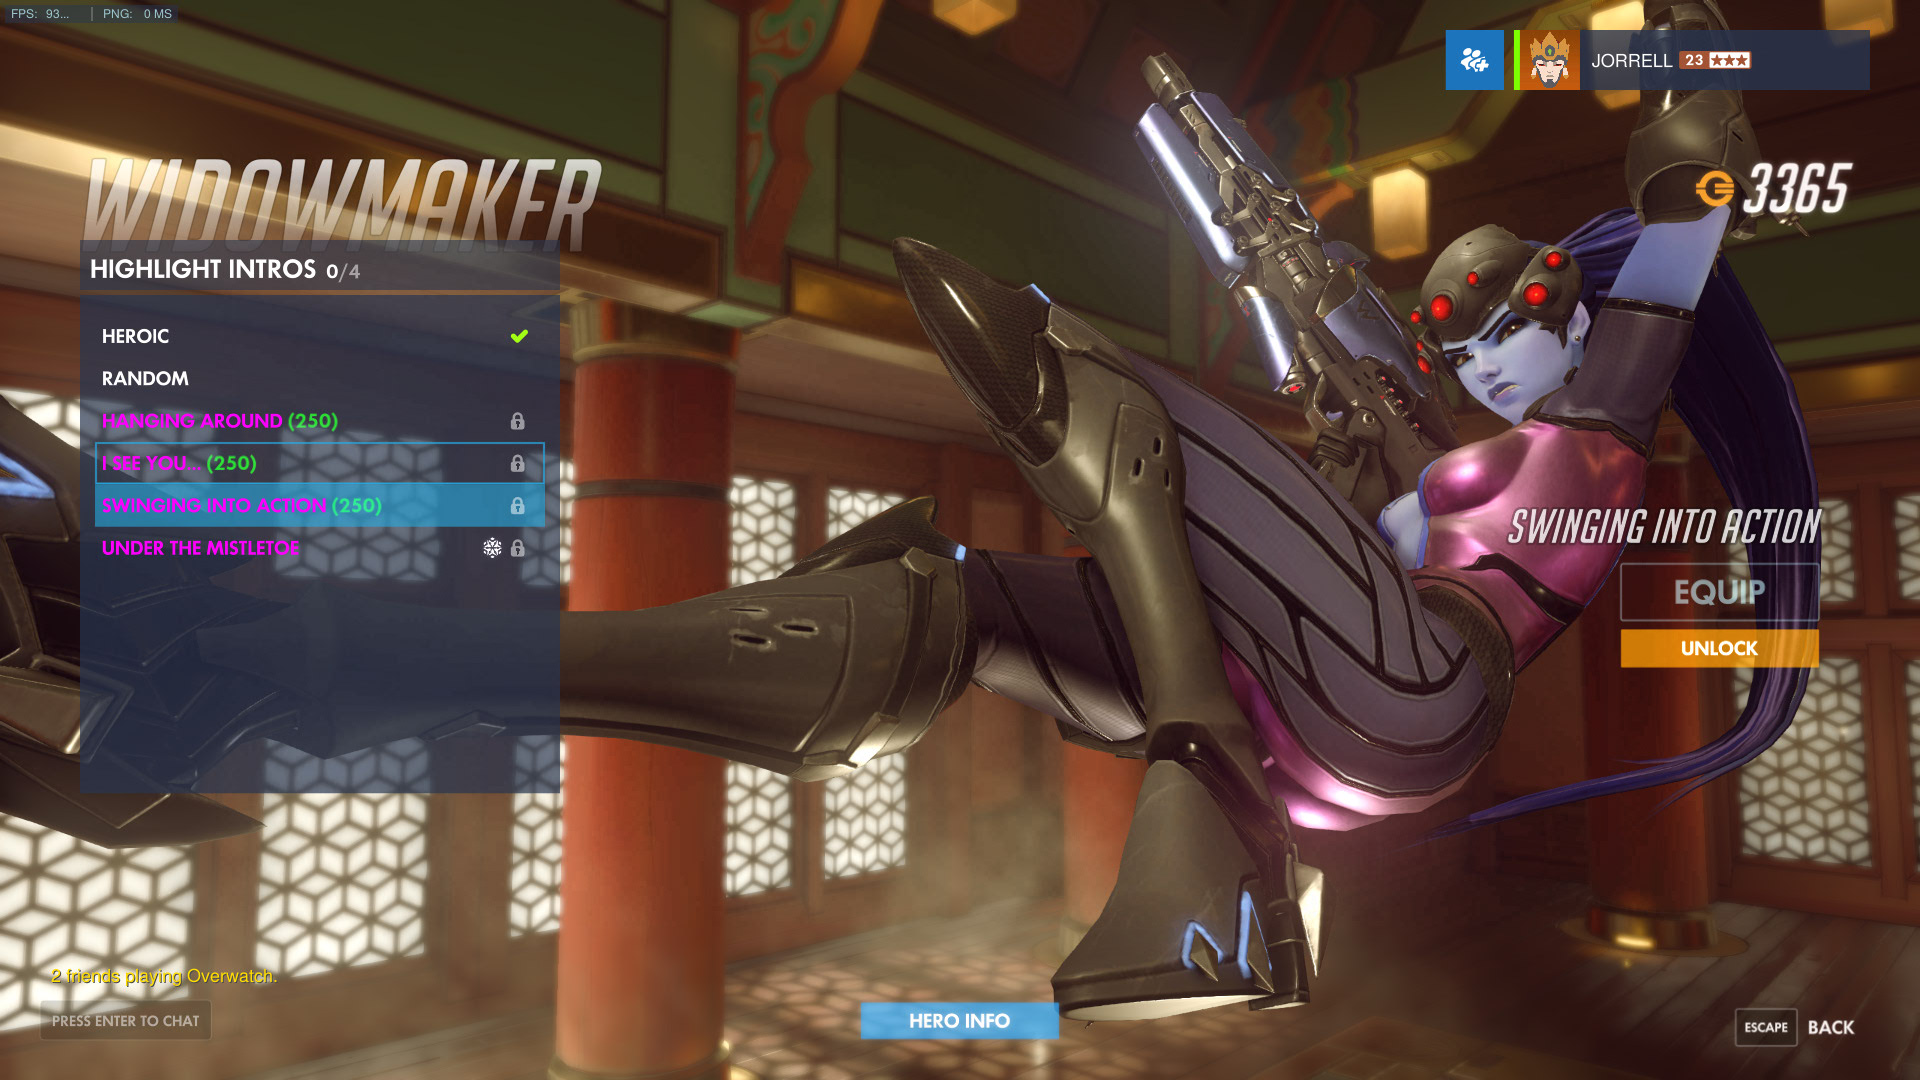 FPS: 93... | PNG: 0 MS
JORRELL 23
WIDOWMAKER
3365
HIGHLIGHT INTROS 0/4
HEROIC
RANDOM
HANGING AROUND (250)
I SEE YOU... (250)
SWINGING INTO ACTION (250)
UNDER THE MISTLETOE
SWINGING INTO ACTION
EQUIP
UNLOCK
2 friends playing Overwatch.
PRESS ENTER TO CHAT
HERO INFO
ESCAPE BACK